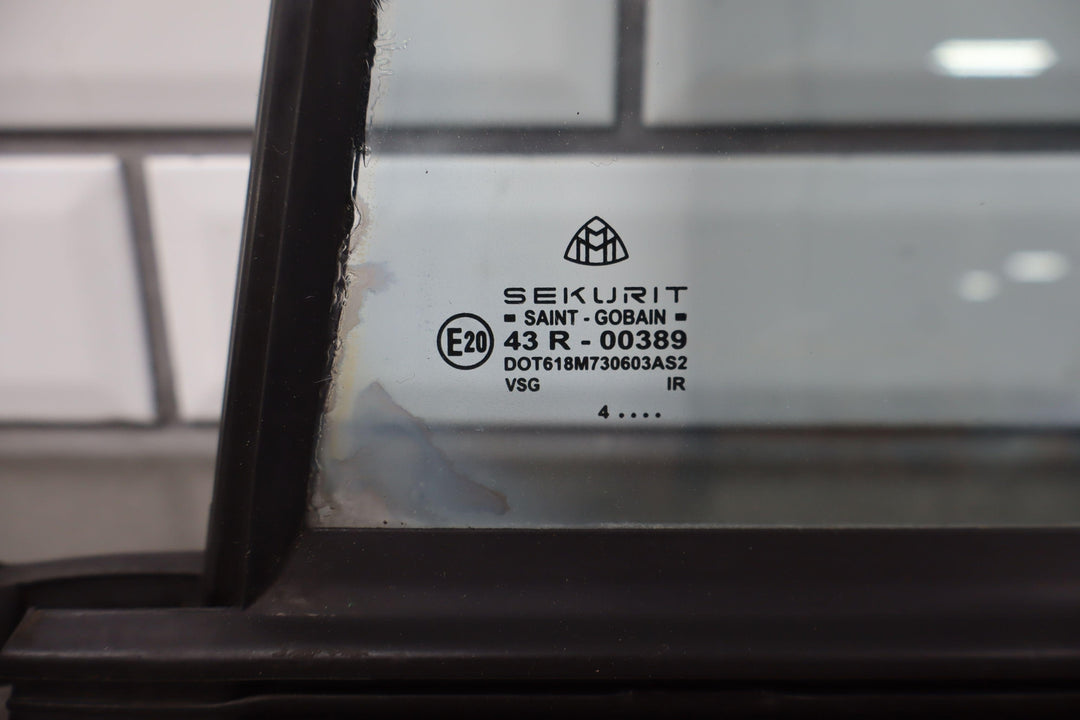 SEKURIT
SAINT - GOBAIN
E20
43 R - 00389
DOT618M730603AS2
VSG IR
4 ....